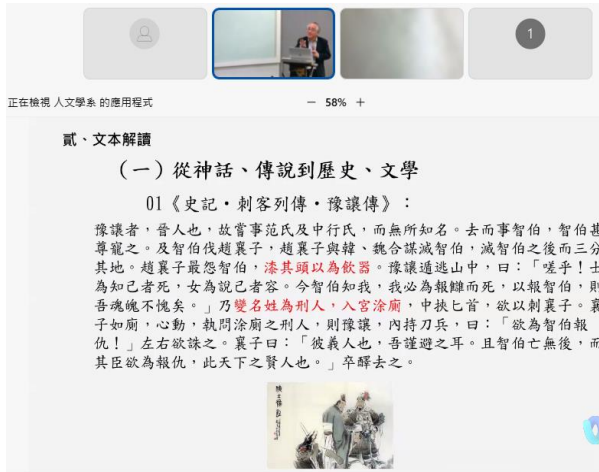 1
正在檢視 人文學系 的應用程式
− 58% +
貳、文本解讀
（一）從神話、傳說到歷史、文學
01《史記‧刺客列傳‧豫讓傳》：
豫讓者，晉人也，故嘗事范氏及中行氏，而無所知名。去而事智伯，智伯甚
尊寵之。及智伯伐趙襄子，趙襄子與韓、魏合謀滅智伯，滅智伯之後而三分
其地。趙襄子最怨智伯，漆其頭以為飲器。豫讓遁逃山中，曰：「嗟乎！士
為知己者死，女為說己者容。今智伯知我，我必為報讎而死，以報智伯，則
吾魂魄不愧矣。」乃變名姓為刑人，入宮涂廁，中挾匕首，欲以刺襄子。襄
子如廁，心動，執問涂廁之刑人，則豫讓，內持刀兵，曰：「欲為智伯報
仇！」左右欲誅之。襄子曰：「彼義人也，吾謹避之耳。且智伯亡無後，而
其臣欲為報仇，此天下之賢人也。」卒醳去之。